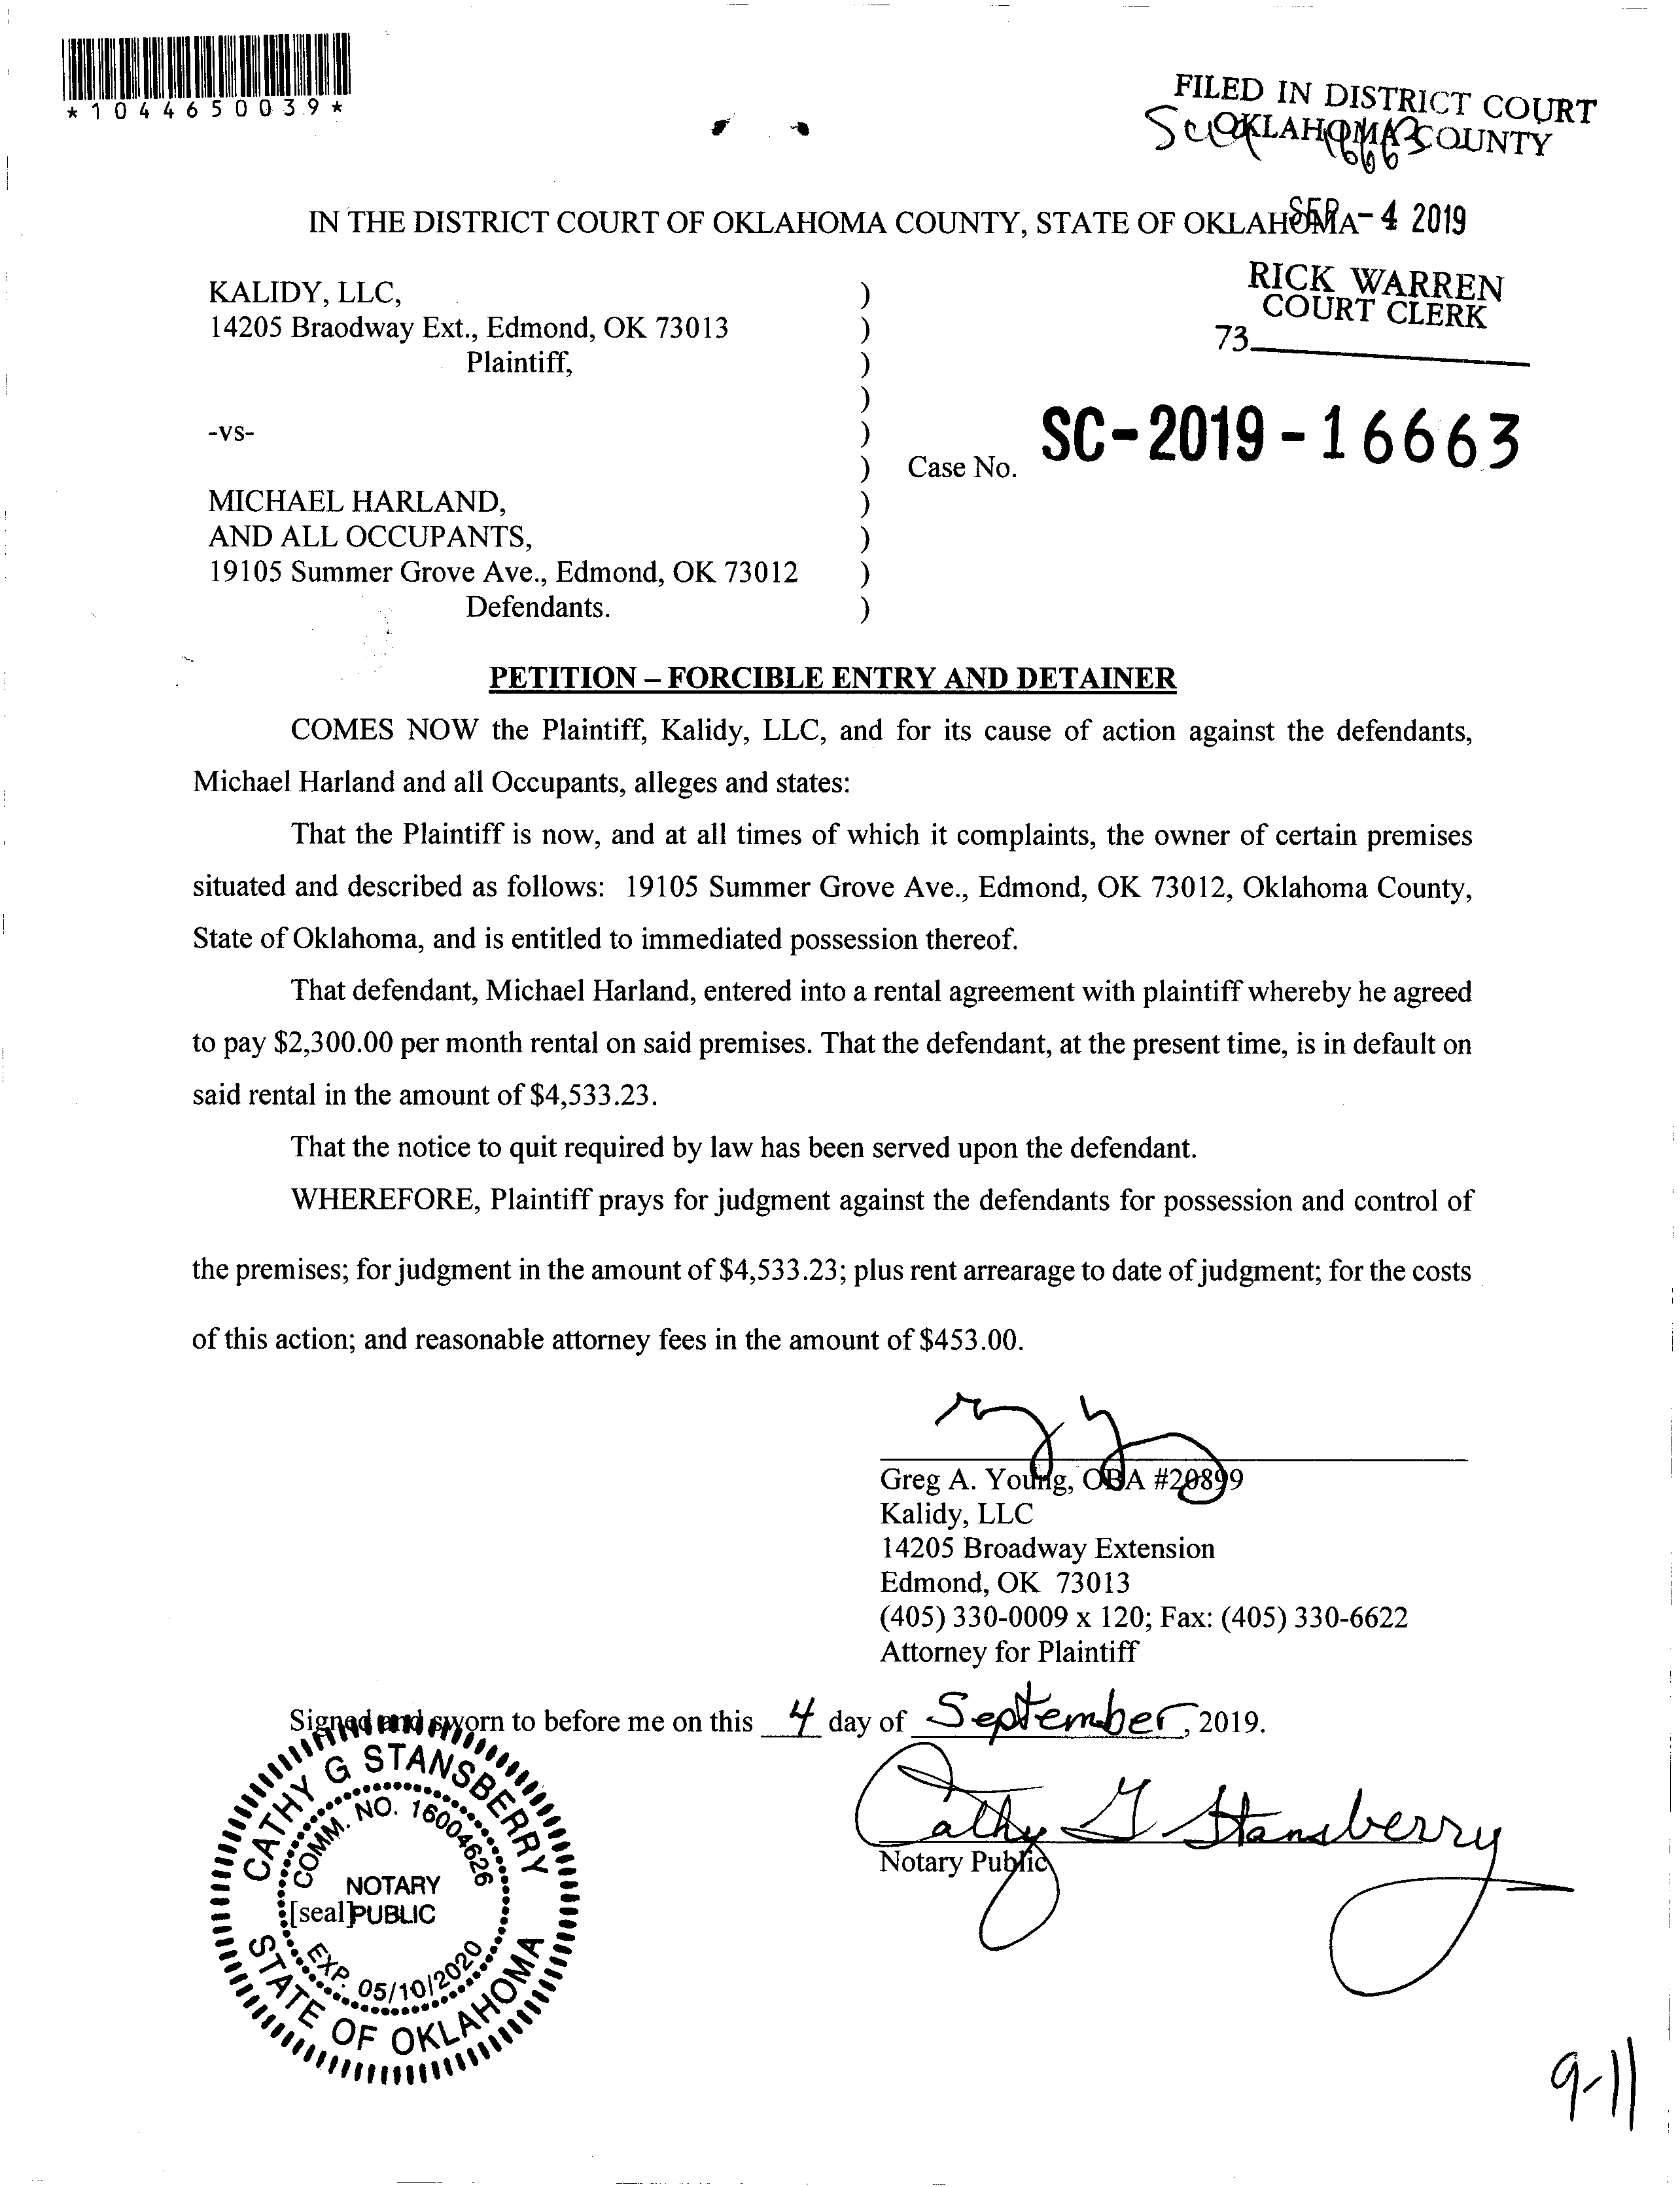 *1044650039*
FILED IN DISTRICT COURT
OKLAHOMA COUNTY
SEP -4 2019
IN THE DISTRICT COURT OF OKLAHOMA COUNTY, STATE OF OKLAHOMA
RICK WARREN
COURT CLERK
73
KALIDY, LLC, )
14205 Braodway Ext., Edmond, OK 73013 )
Plaintiff, )
)
-vs- )
) Case No. SC-2019-16663
MICHAEL HARLAND, )
AND ALL OCCUPANTS, )
19105 Summer Grove Ave., Edmond, OK 73012 )
Defendants. )
PETITION – FORCIBLE ENTRY AND DETAINER
COMES NOW the Plaintiff, Kalidy, LLC, and for its cause of action against the defendants,
Michael Harland and all Occupants, alleges and states:
That the Plaintiff is now, and at all times of which it complaints, the owner of certain premises
situated and described as follows: 19105 Summer Grove Ave., Edmond, OK 73012, Oklahoma County,
State of Oklahoma, and is entitled to immediated possession thereof.
That defendant, Michael Harland, entered into a rental agreement with plaintiff whereby he agreed
to pay $2,300.00 per month rental on said premises. That the defendant, at the present time, is in default on
said rental in the amount of $4,533.23.
That the notice to quit required by law has been served upon the defendant.
WHEREFORE, Plaintiff prays for judgment against the defendants for possession and control of
the premises; for judgment in the amount of $4,533.23; plus rent arrearage to date of judgment; for the costs
of this action; and reasonable attorney fees in the amount of $453.00.
Greg A. Young, OBA #20899
Kalidy, LLC
14205 Broadway Extension
Edmond, OK 73013
(405) 330-0009 x 120; Fax: (405) 330-6622
Attorney for Plaintiff
Signed and sworn to before me on this 4 day of September, 2019.
Cathy G Stansberry
Notary Public
CATHY G STANSBERRY
COMM. NO. 16004626
NOTARY
[seal] PUBLIC
EXP. 05/10/2020
STATE OF OKLAHOMA
9-11